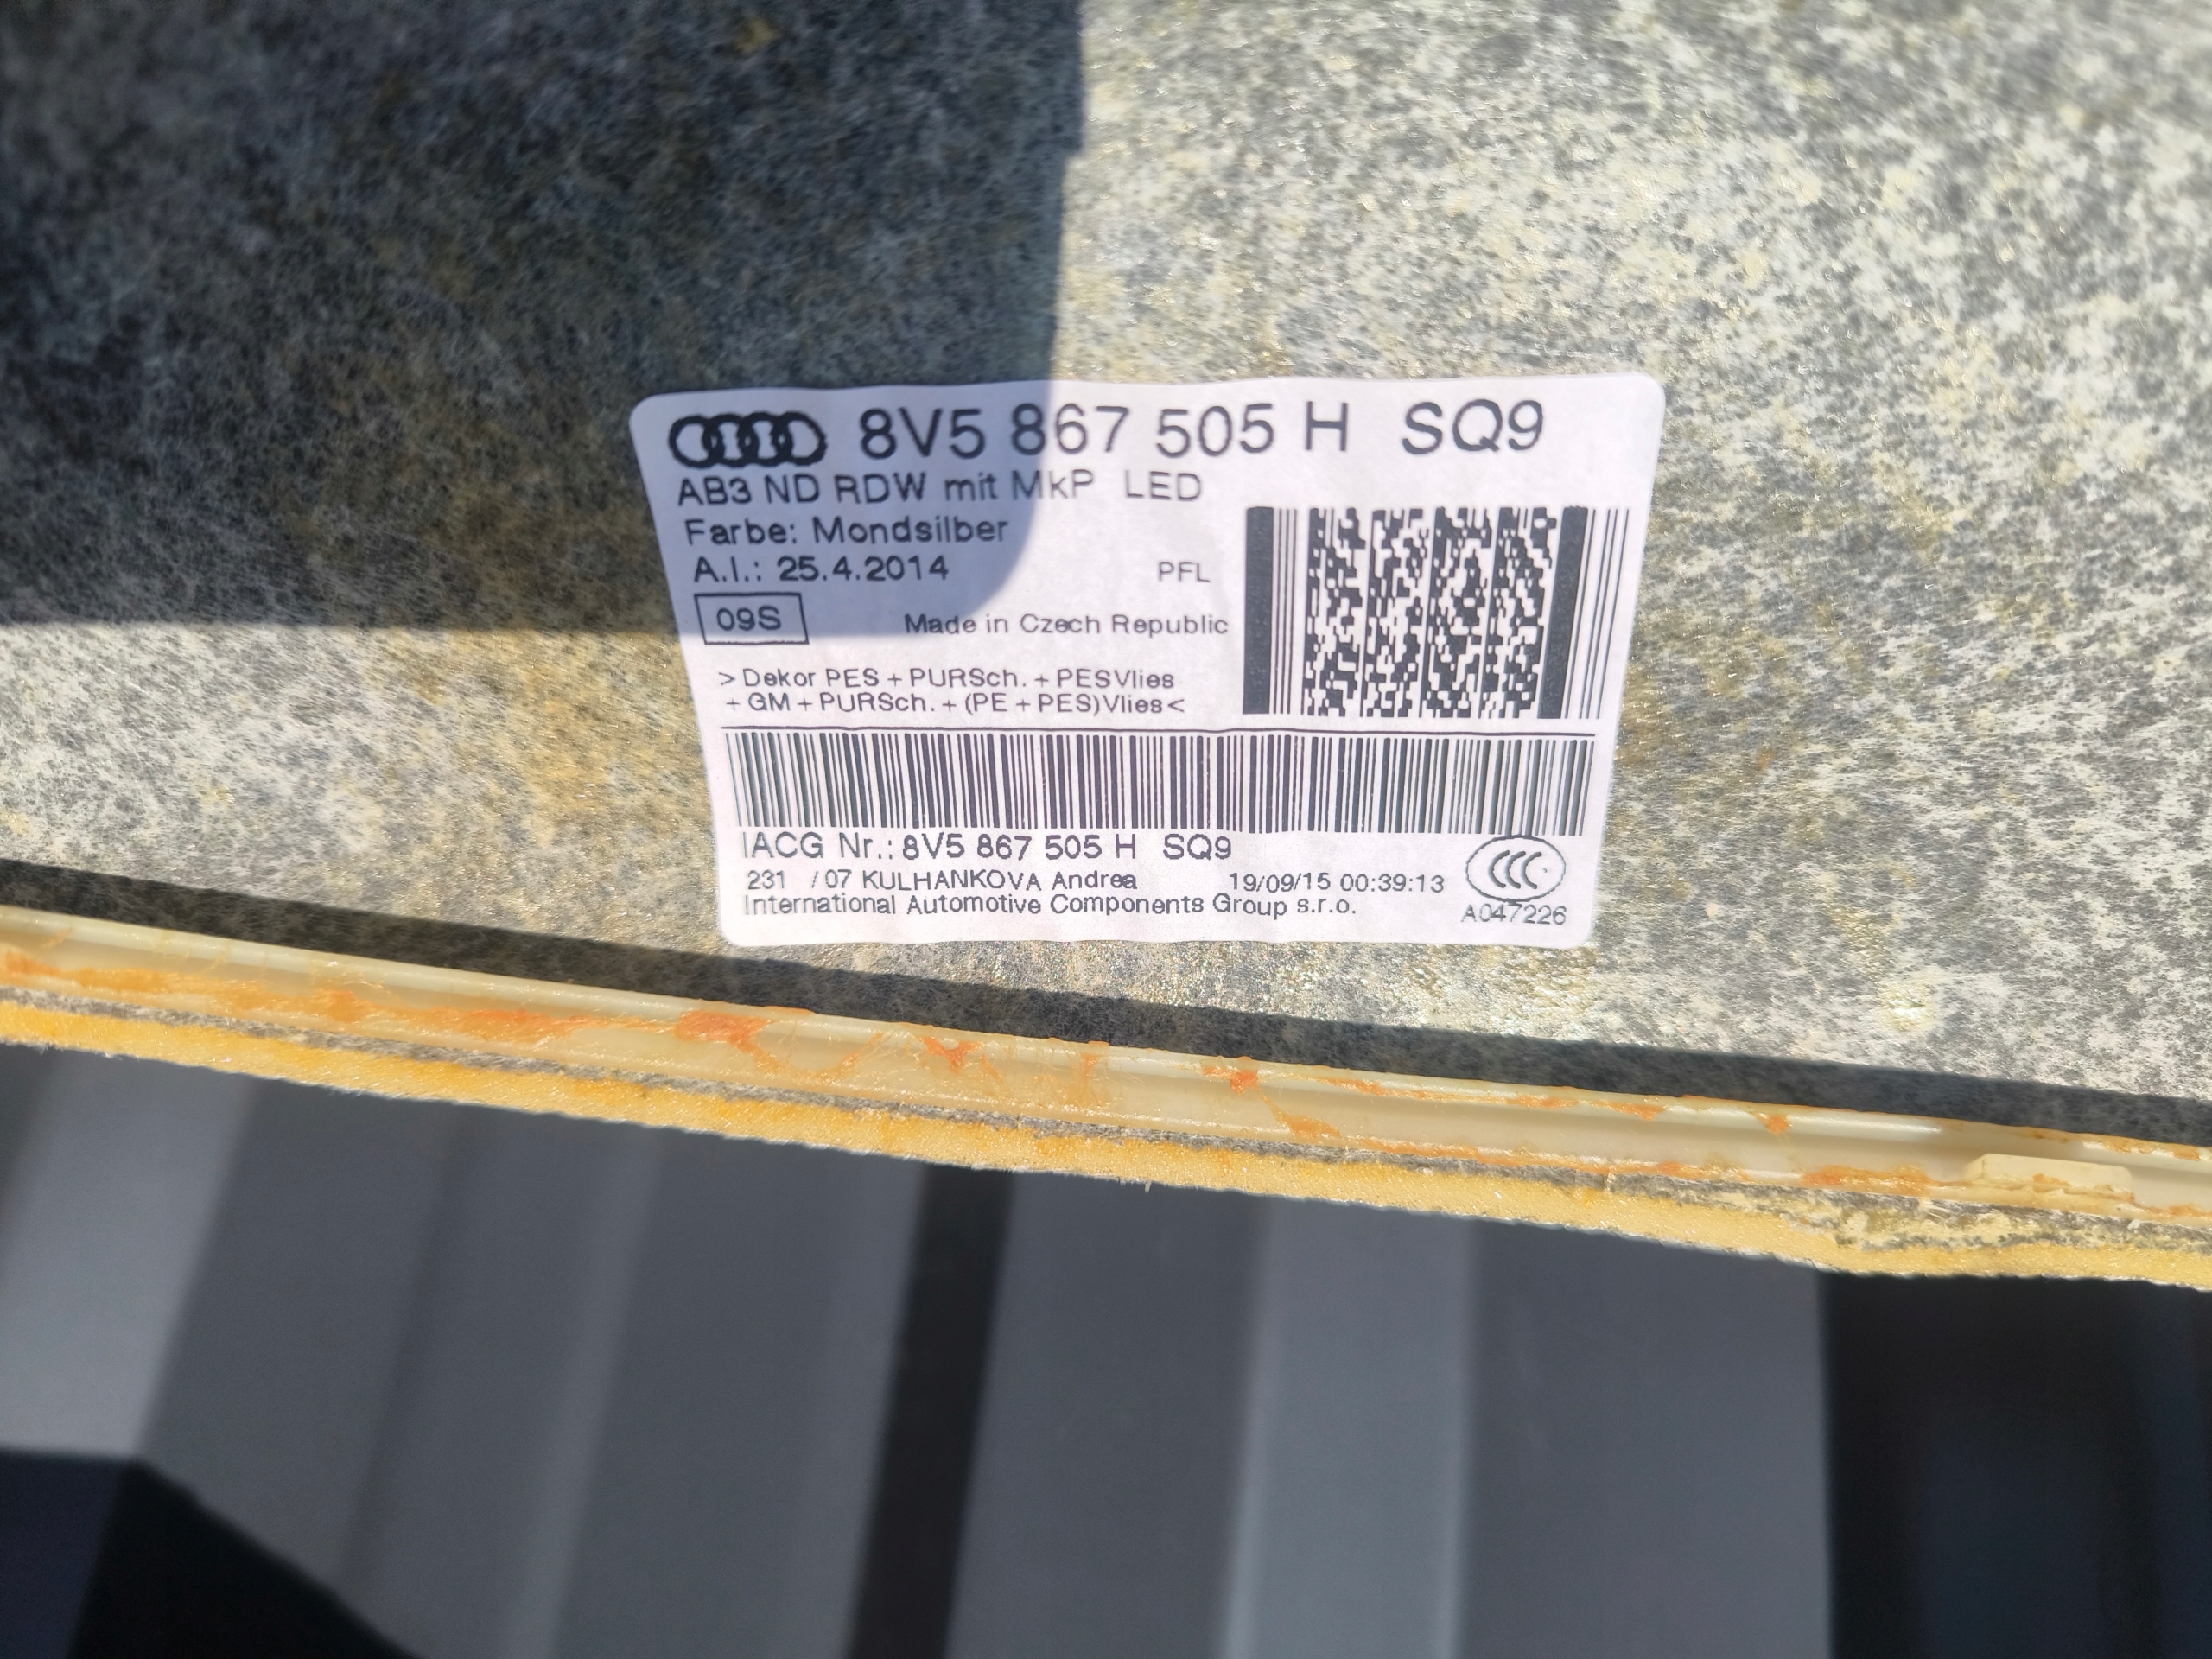 8V5 867 505 H SQ9
AB3 ND RDW mit MkP LED
Farbe: Mondsilber
A.I.: 25.4.2014 PFL
09S Made in Czech Republic
>Dekor PES + PURSch. + PESVlies
+ GM + PURSch. + (PE + PES)Vlies<
IACG Nr.: 8V5 867 505 H SQ9
231 / 07 KULHANKOVA Andrea 19/09/15 00:39:13
International Automotive Components Group s.r.o.
CCC
A047226